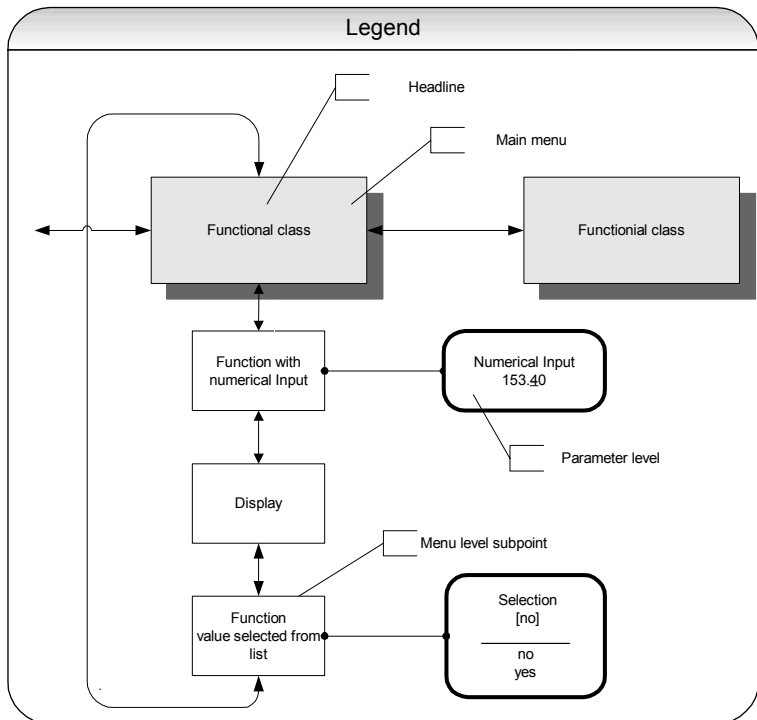 Legend
Headline
Main menu
Functional class
Functionial class
Function with
numerical Input
Numerical Input
153.40
Parameter level
Display
Menu level subpoint
Function
value selected from
list
Selection
[no]
no
yes